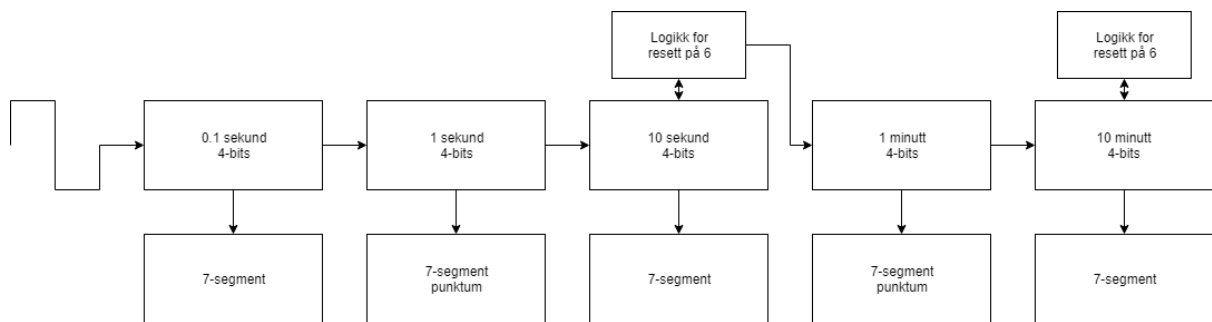 Logikk for
resett på 6
Logikk for
resett på 6
0.1 sekund
4-bits
1 sekund
4-bits
10 sekund
4-bits
1 minutt
4-bits
10 minutt
4-bits
7-segment
7-segment
punktum
7-segment
7-segment
punktum
7-segment